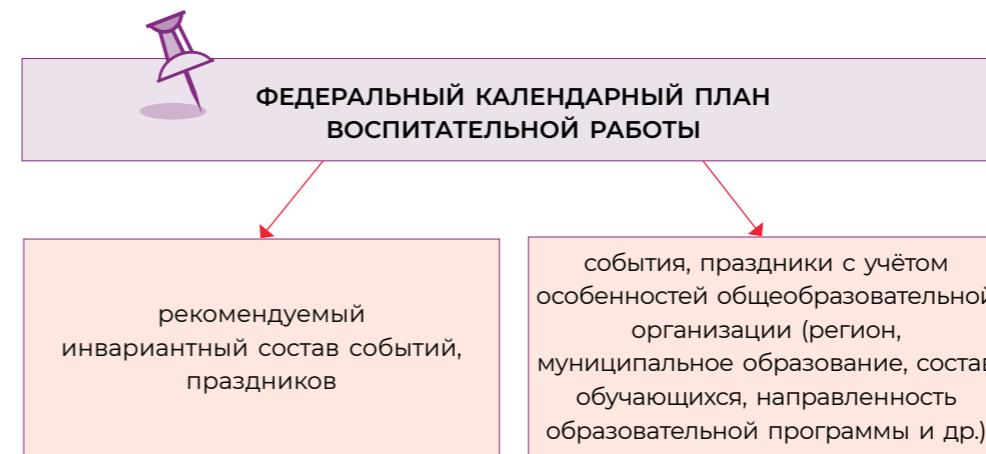 ФЕДЕРАЛЬНЫЙ КАЛЕНДАРНЫЙ ПЛАН
ВОСПИТАТЕЛЬНОЙ РАБОТЫ
рекомендуемый
инвариантный состав событий,
праздников
события, праздники с учётом
особенностей общеобразовательной
организации (регион,
муниципальное образование, состав
обучающихся, направленность
образовательной программы и др.)